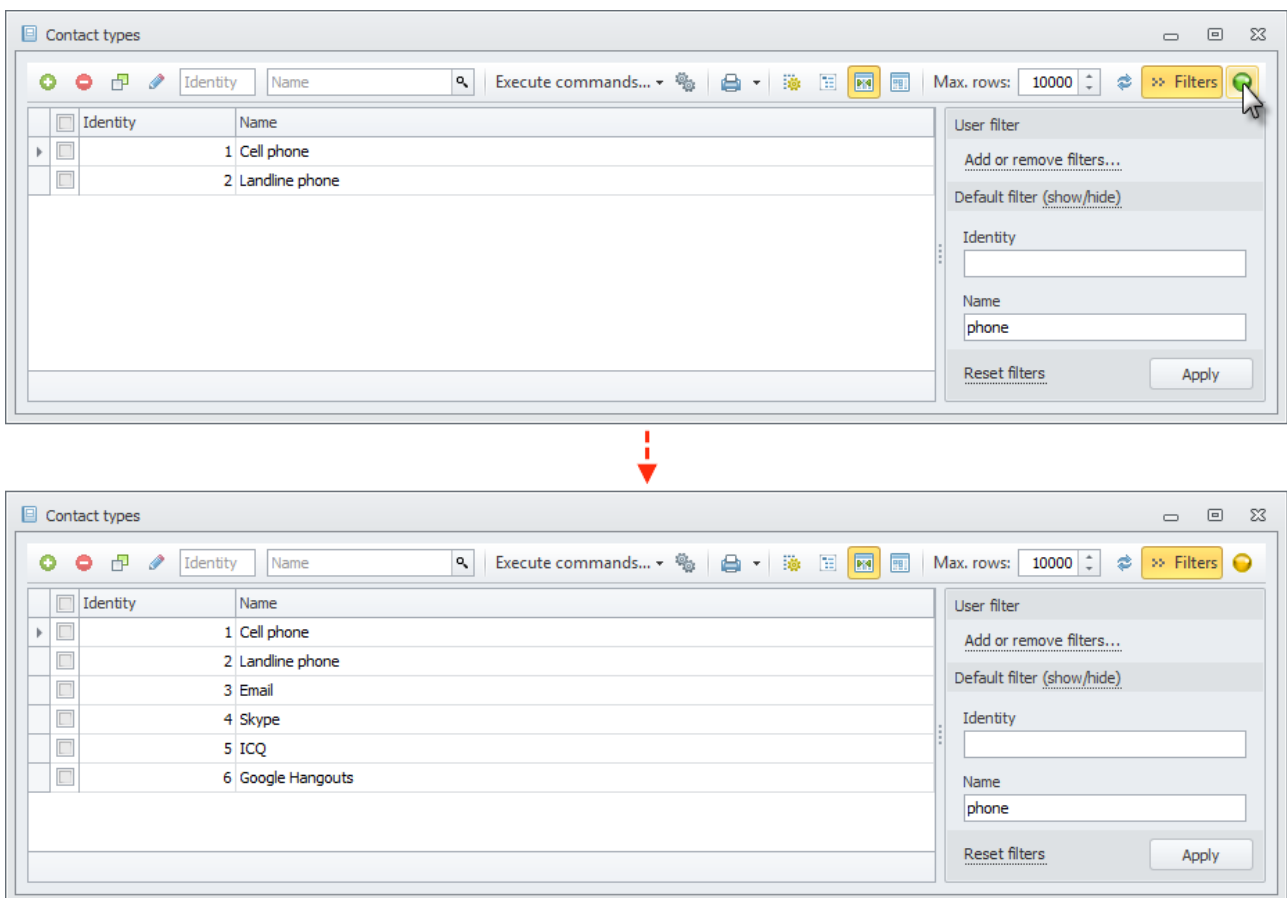 Contact types
Identity Name Execute commands... Max. rows: 10000 Filters
Identity Name
1 Cell phone
2 Landline phone
User filter
Add or remove filters...
Default filter (show/hide)
Identity
Name
phone
Reset filters Apply
Contact types
Identity Name Execute commands... Max. rows: 10000 Filters
Identity Name
1 Cell phone
2 Landline phone
3 Email
4 Skype
5 ICQ
6 Google Hangouts
User filter
Add or remove filters...
Default filter (show/hide)
Identity
Name
phone
Reset filters Apply